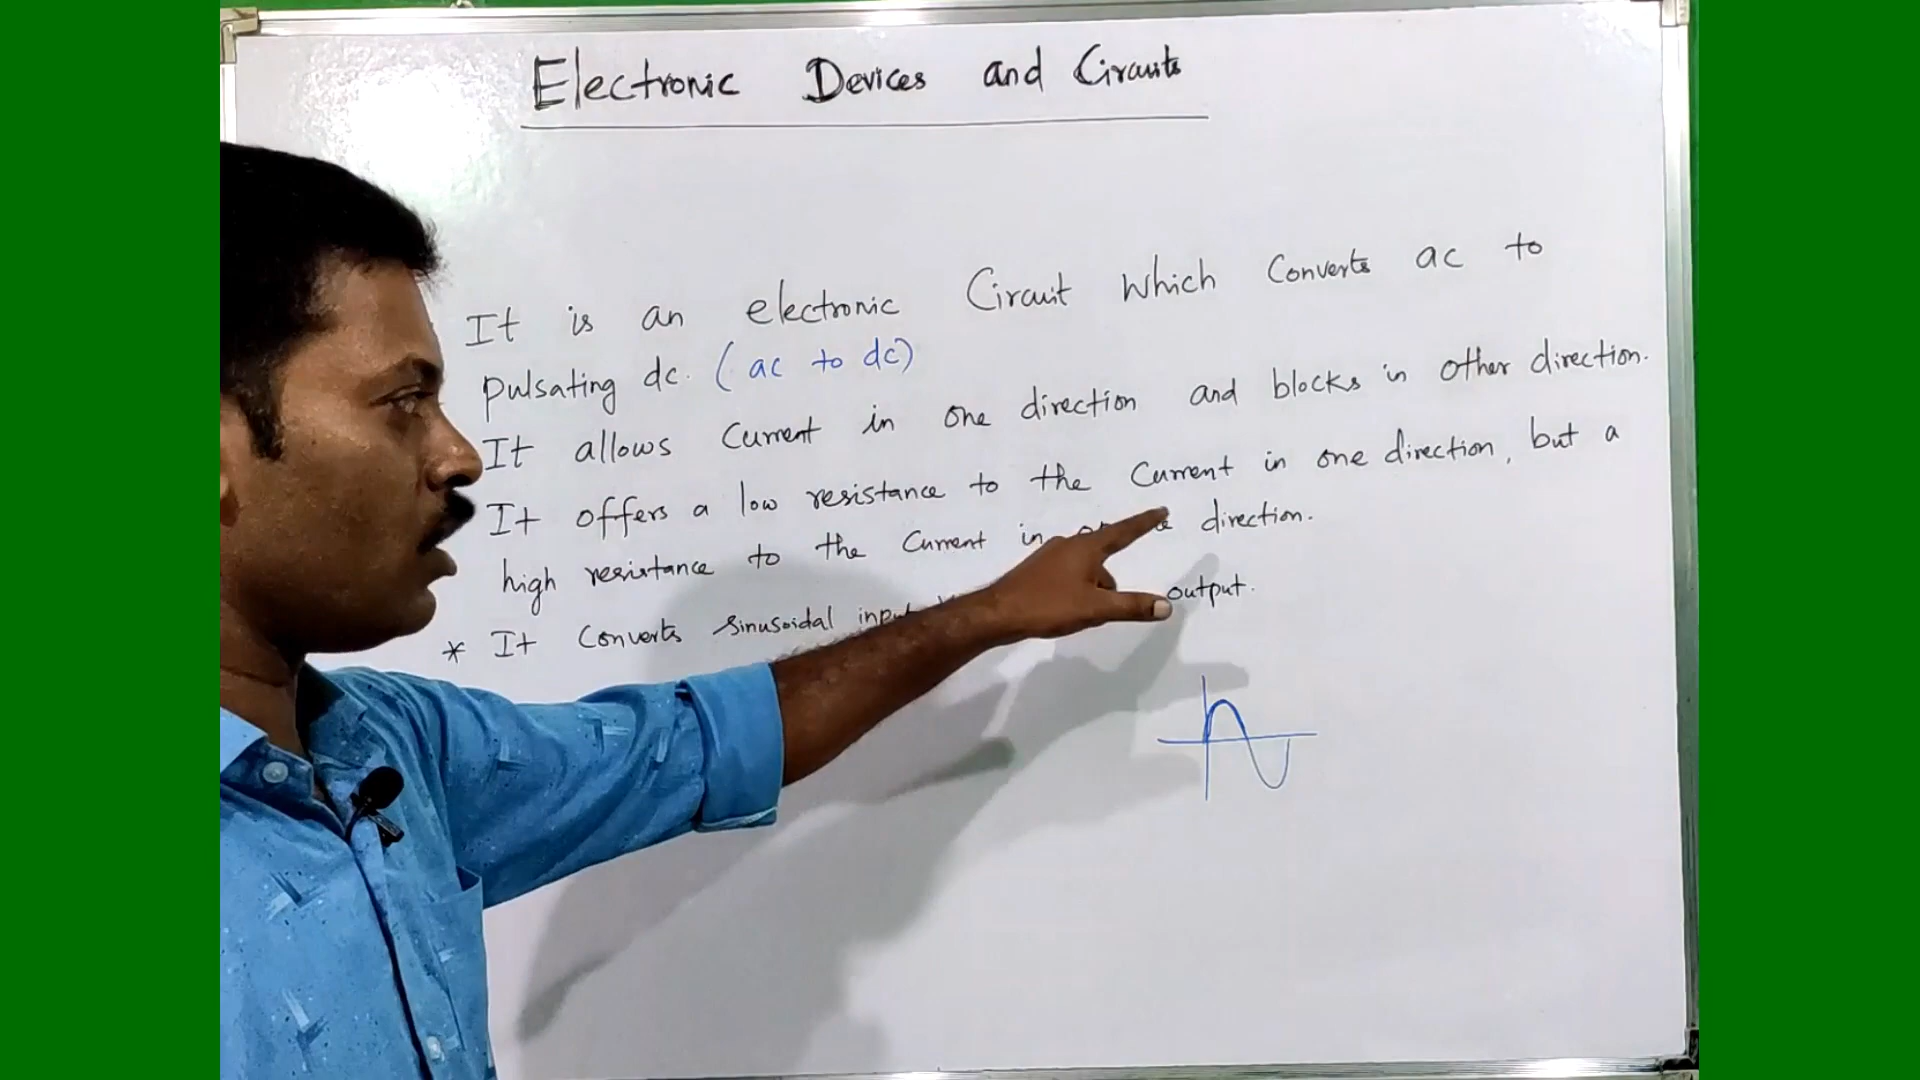 Electronic Devices and Circuits
It is an electronic Circuit which Converts ac to
pulsating dc. (ac to dc)
It allows Current in one direction and blocks in other direction.
It offers a low resistance to the Current in one direction, but a
high resistance to the Current in direction.
* It Converts sinusoidal output.